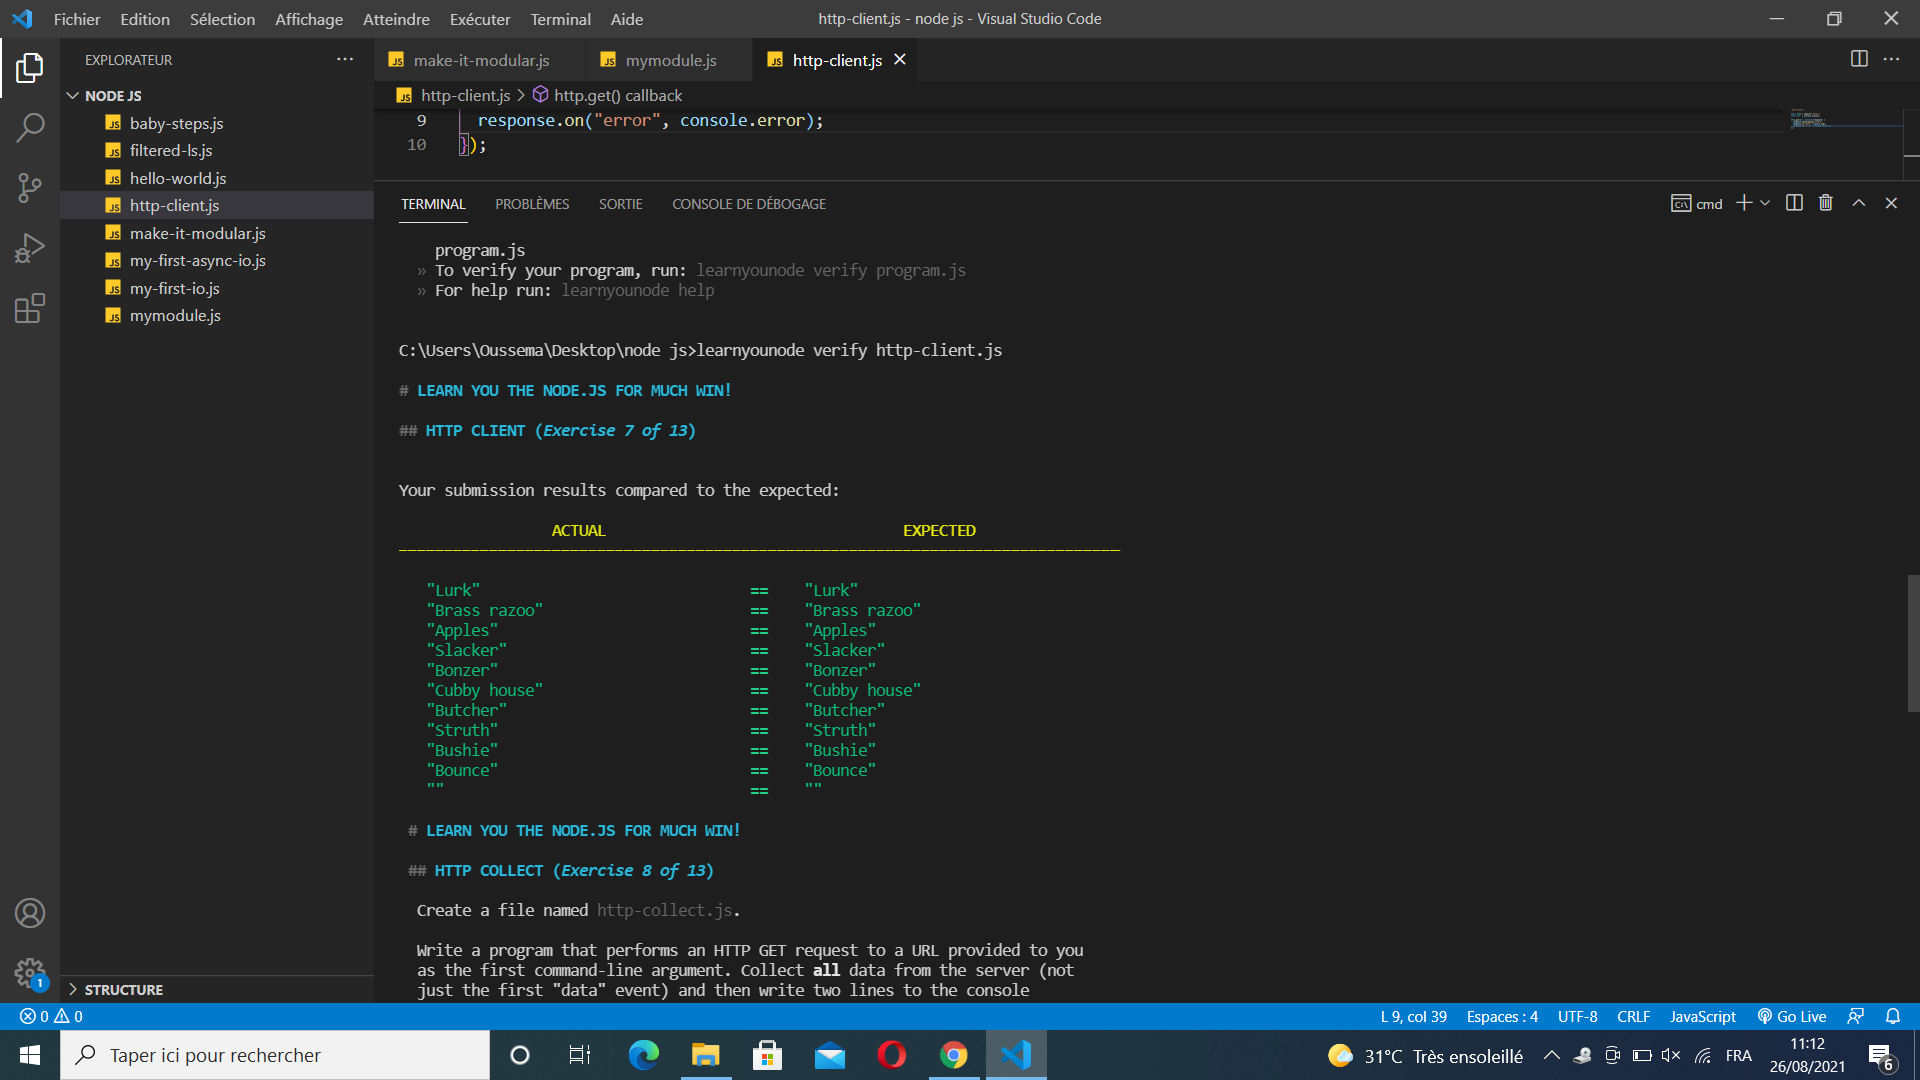 Fichier Edition Sélection Affichage Atteindre Exécuter Terminal Aide
http-client.js - node js - Visual Studio Code
EXPLORATEUR
NODE JS
baby-steps.js
filtered-ls.js
hello-world.js
http-client.js
make-it-modular.js
my-first-async-io.js
my-first-io.js
mymodule.js
STRUCTURE
make-it-modular.js mymodule.js http-client.js
http-client.js > http.get() callback
9 response.on("error", console.error);
10 });
TERMINAL PROBLÈMES SORTIE CONSOLE DE DÉBOGAGE
cmd
program.js
» To verify your program, run: learnyounode verify program.js
» For help run: learnyounode help
C:\Users\Oussema\Desktop\node js>learnyounode verify http-client.js
# LEARN YOU THE NODE.JS FOR MUCH WIN!
## HTTP CLIENT (Exercise 7 of 13)
Your submission results compared to the expected:
ACTUAL EXPECTED
"Lurk" == "Lurk"
"Brass razoo" == "Brass razoo"
"Apples" == "Apples"
"Slacker" == "Slacker"
"Bonzer" == "Bonzer"
"Cubby house" == "Cubby house"
"Butcher" == "Butcher"
"Struth" == "Struth"
"Bushie" == "Bushie"
"Bounce" == "Bounce"
"" == ""
# LEARN YOU THE NODE.JS FOR MUCH WIN!
## HTTP COLLECT (Exercise 8 of 13)
Create a file named http-collect.js.
Write a program that performs an HTTP GET request to a URL provided to you
as the first command-line argument. Collect all data from the server (not
just the first "data" event) and then write two lines to the console
1
0 0
L 9, col 39 Espaces : 4 UTF-8 CRLF JavaScript Go Live
Taper ici pour rechercher
31°C Très ensoleillé
FRA
11:12
26/08/2021
6